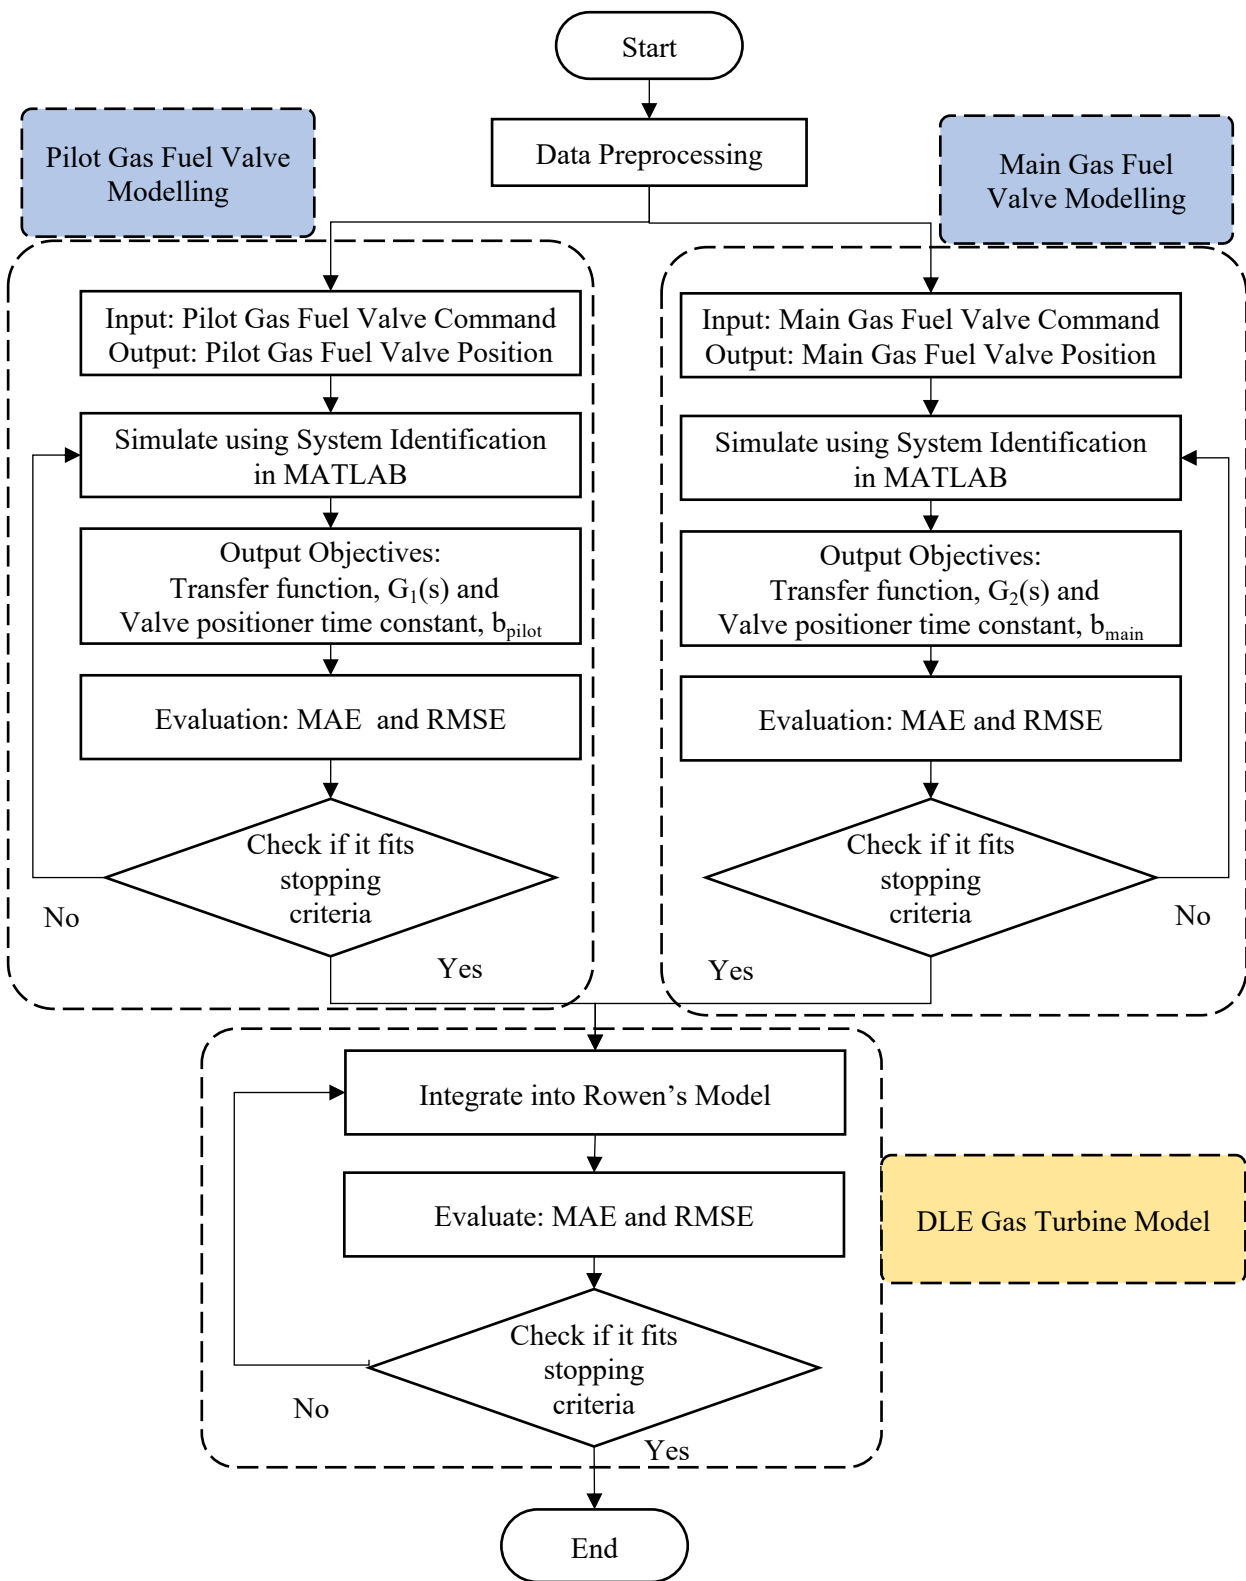 Start
Data Preprocessing
Pilot Gas Fuel Valve
Modelling
Main Gas Fuel
Valve Modelling
Input: Pilot Gas Fuel Valve Command
Output: Pilot Gas Fuel Valve Position
Simulate using System Identification
in MATLAB
Output Objectives:
Transfer function, G₁(s) and
Valve positioner time constant, b_pilot
Evaluation: MAE and RMSE
Check if it fits
stopping
criteria
No
Yes
Input: Main Gas Fuel Valve Command
Output: Main Gas Fuel Valve Position
Simulate using System Identification
in MATLAB
Output Objectives:
Transfer function, G₂(s) and
Valve positioner time constant, b_main
Evaluation: MAE and RMSE
Check if it fits
stopping
criteria
No
Yes
Integrate into Rowen’s Model
Evaluate: MAE and RMSE
DLE Gas Turbine Model
Check if it fits
stopping
criteria
No
Yes
End